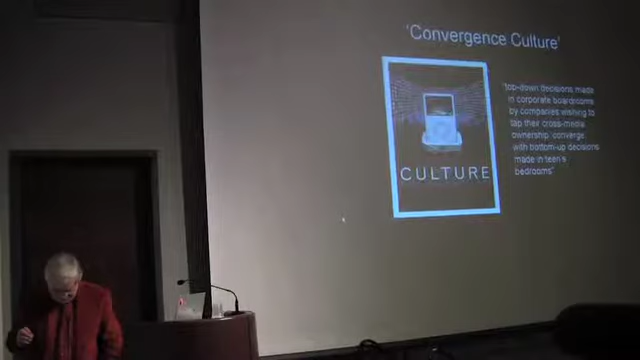 'Convergence Culture'
"top-down decisions made
in corporate boardrooms
by companies wishing to
tap their cross-media
ownership 'converge
with bottom-up decisions
made in teen's
bedrooms"
CULTURE